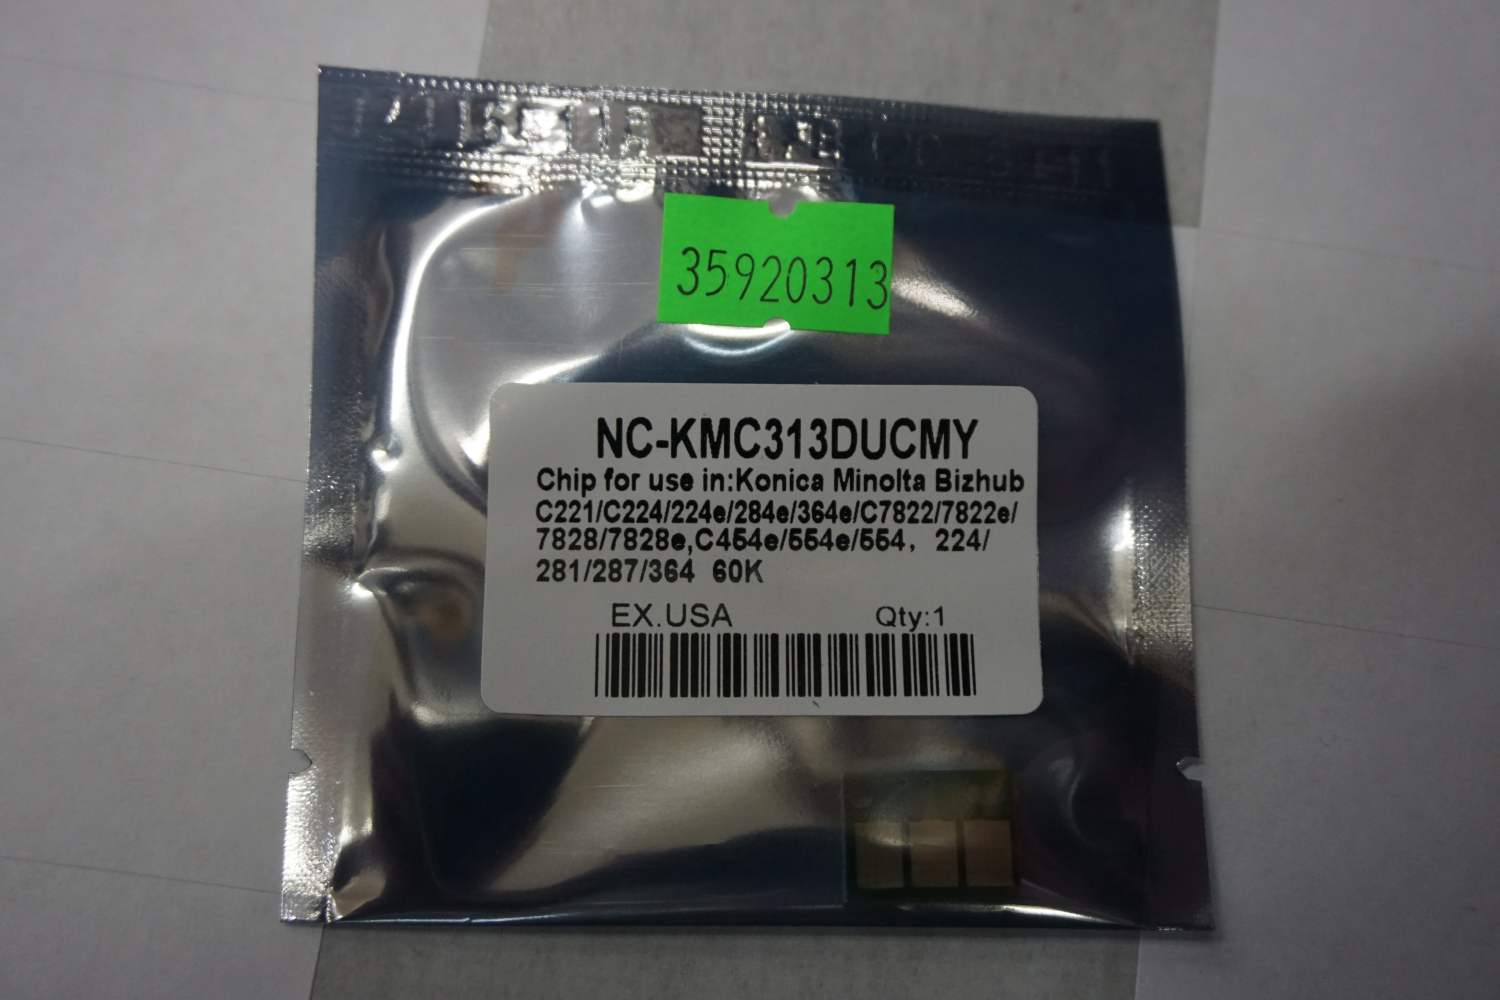 35920313
NC-KMC313DUCMY
Chip for use in:Konica Minolta Bizhub
C221/C224/224e/284e/364e/C7822/7822e/
7828/7828e,C454e/554e/554, 224/
281/287/364 60K
EX.USA Qty:1